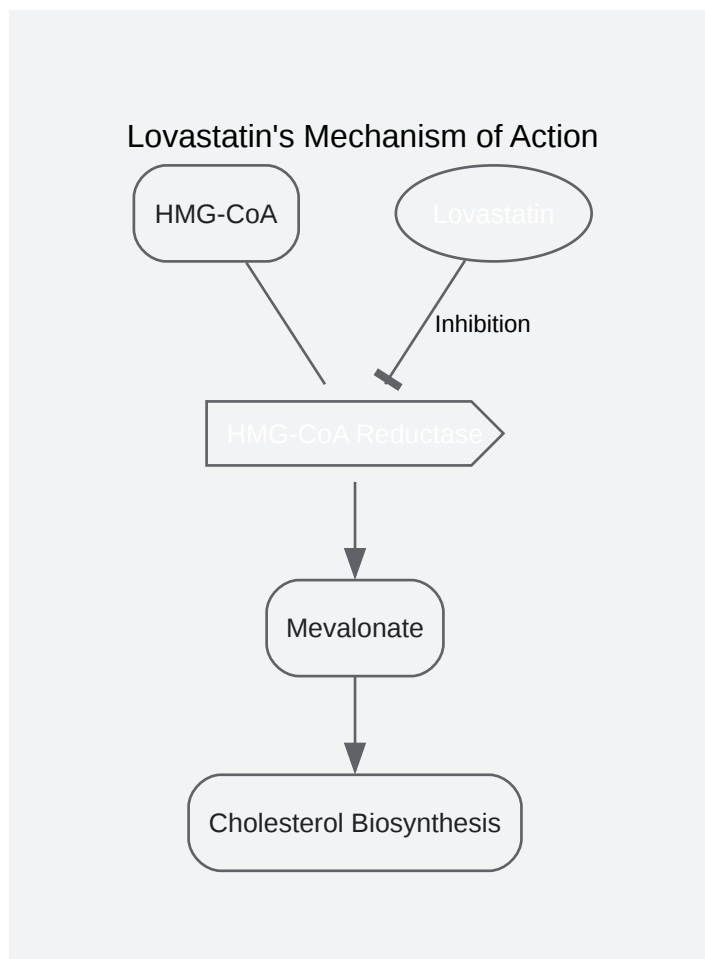 Lovastatin's Mechanism of Action
HMG-CoA
Lovastatin
Inhibition
HMG-CoA Reductase
Mevalonate
Cholesterol Biosynthesis